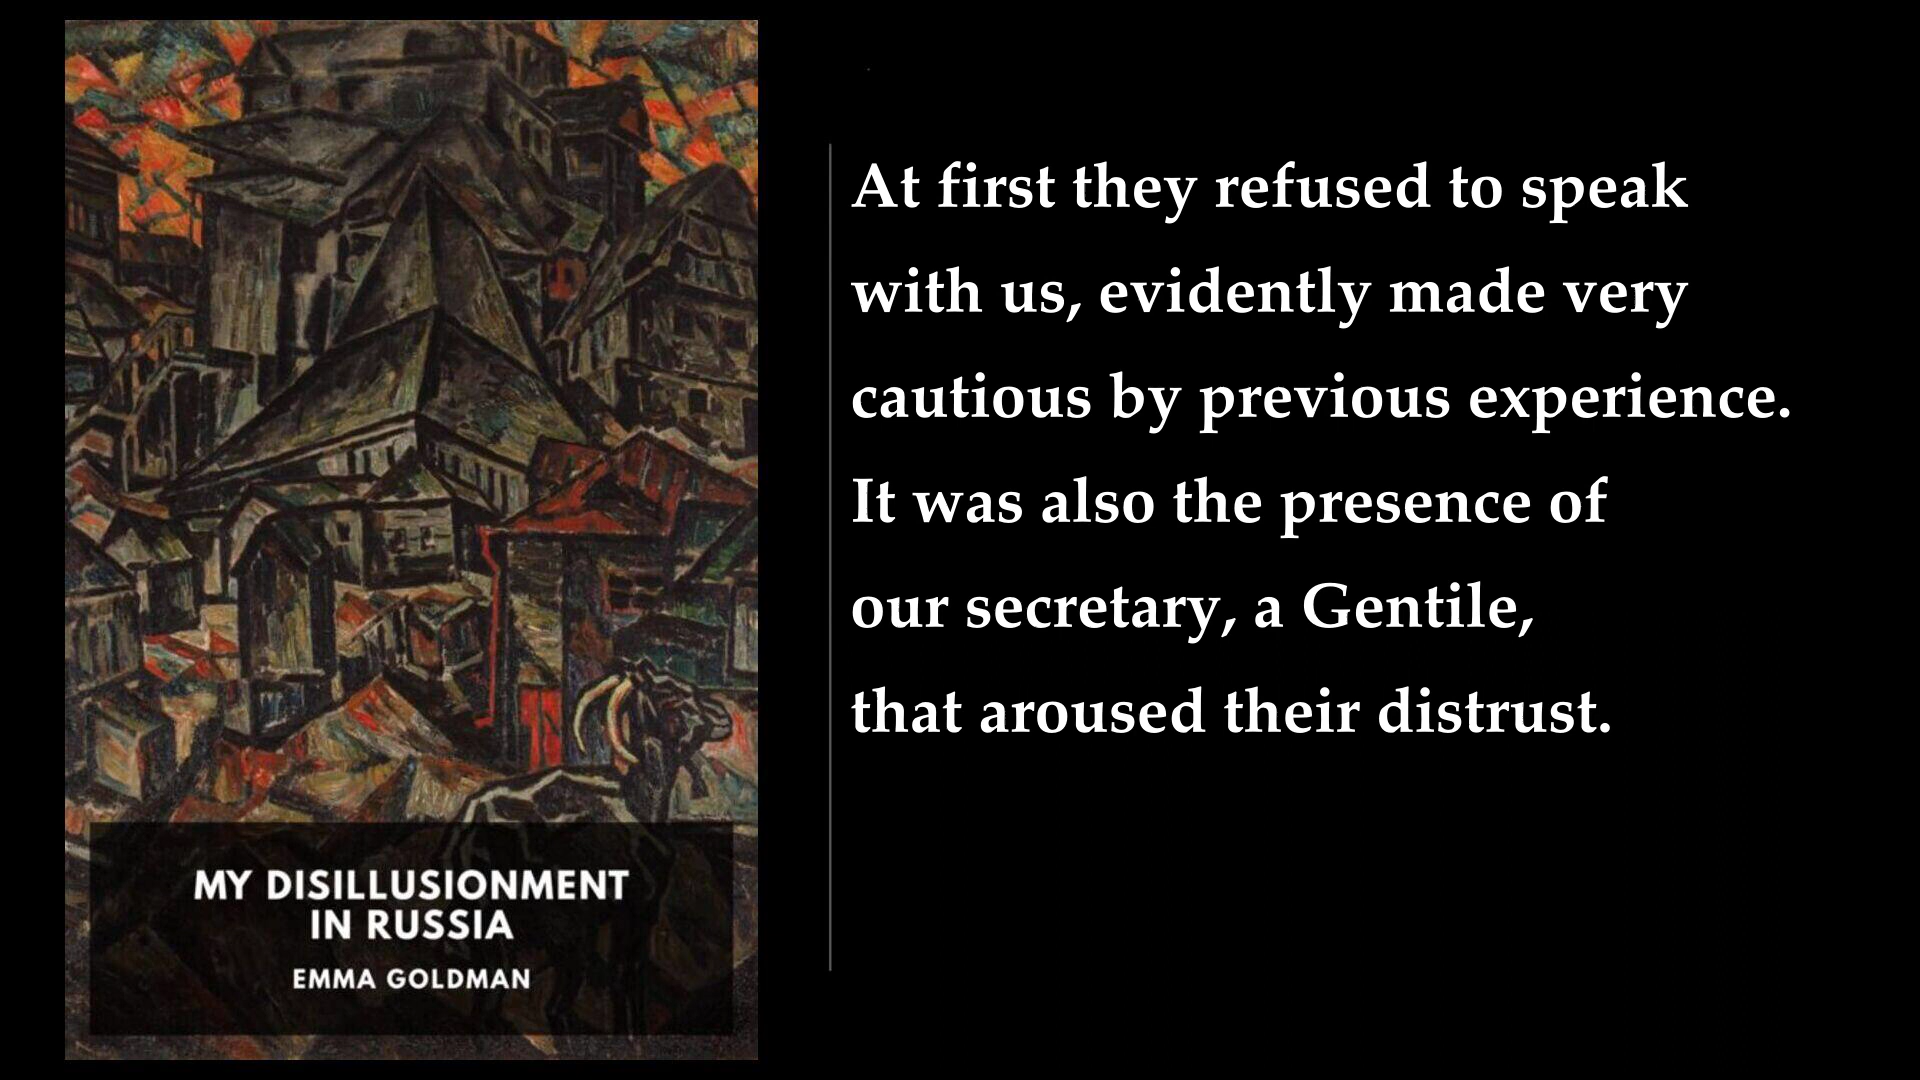 At first they refused to speak
with us, evidently made very
cautious by previous experience.
It was also the presence of
our secretary, a Gentile,
that aroused their distrust.
MY DISILLUSIONMENT
IN RUSSIA
EMMA GOLDMAN